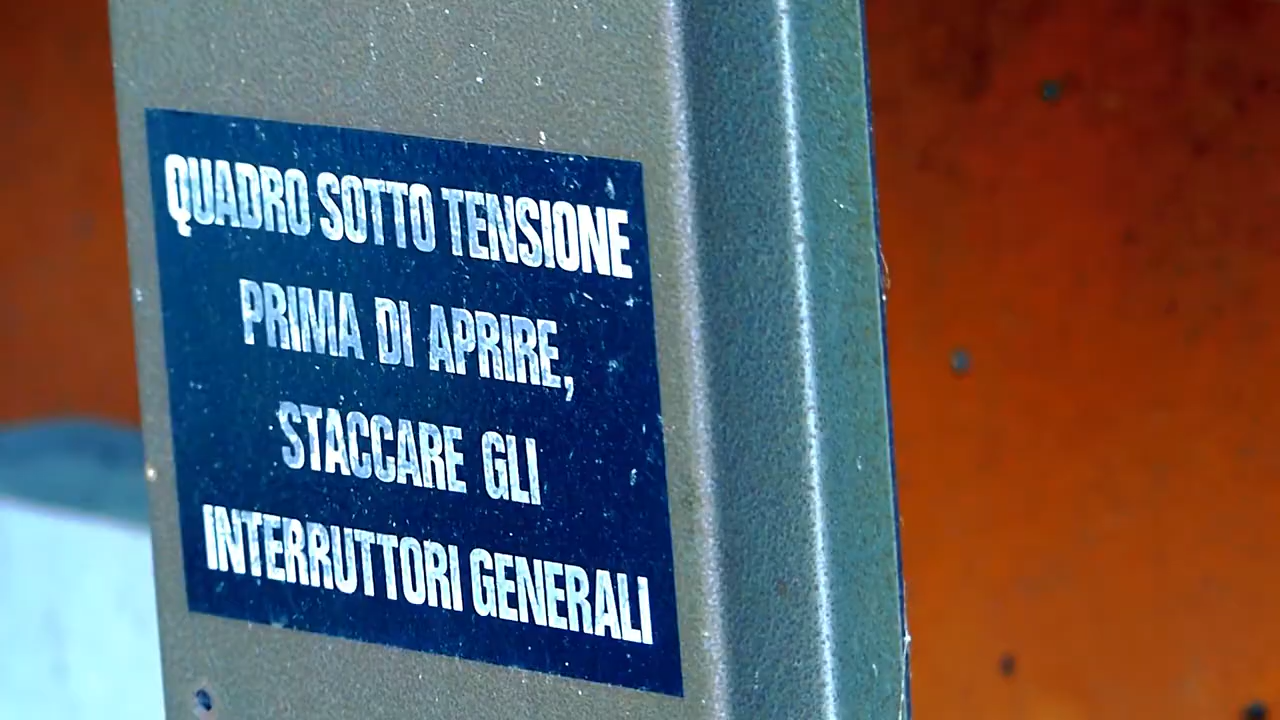 QUADRO SOTTO TENSIONE
PRIMA DI APRIRE,
STACCARE GLI
INTERRUTTORI GENERALI